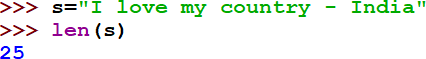 >>> s="I love my country - India"
>>> len(s)
25